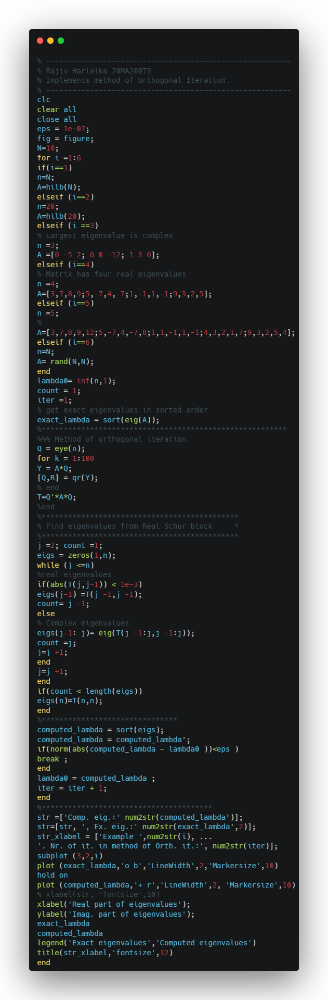 % --------------------------------------------------------
% Rajiv Harlalka 20MA20073
% Implements method of Orthogonal Iteration.
% --------------------------------------------------------
clc
clear all
close all
eps = 1e-07;
fig = figure;
N=10;
for i =1:6
if(i==1)
n=N;
A=hilb(N);
elseif (i==2)
n=20;
A=hilb(20);
elseif (i ==3)
% Largest eigenvalue is complex
n =3;
A =[0 -5 2; 6 0 -12; 1 3 0];
elseif (i==4)
% Matrix has four real eigenvalues
n =4;
A=[3,7,8,9;5,-7,4,-7;1,-1,1,-1;9,3,2,5];
elseif (i==5)
n =5;
%
A=[3,7,8,9,12;5,-7,4,-7,8;1,1,-1,1,-1;4,3,2,1,7;9,3,2,5,4];
elseif (i==6)
n=N;
A= rand(N,N);
end
lambda0= inf(n,1);
count = 1;
iter =1;
% get exact eigenvalues in sorted order
exact_lambda = sort(eig(A));
%********************************************************
%%% Method of orthogonal iteration
Q = eye(n);
for k = 1:100
Y = A*Q;
[Q,R] = qr(Y);
% end
T=Q'*A*Q;
%end
%*********************************************
% Find eigenvalues from Real Schur block     *
%*********************************************
j =2; count =1;
eigs = zeros(1,n);
while (j <=n)
%real eigenvalues
if(abs(T(j,j-1)) < 1e-3)
eigs(j-1) =T(j -1,j -1);
count= j -1;
else
% Complex eigenvalues
eigs(j-1: j)= eig(T(j -1:j,j -1:j));
count =j;
j=j +1;
end
j=j +1;
end
if(count < length(eigs))
eigs(n)=T(n,n);
end
%*******************************
computed_lambda = sort(eigs);
computed_lambda = computed_lambda';
if(norm(abs(computed_lambda - lambda0 ))<eps )
break ;
end
lambda0 = computed_lambda ;
iter = iter + 1;
end
%***************************************
str =['Comp. eig.:' num2str(computed_lambda')];
str=[str, ', Ex. eig.:' num2str(exact_lambda',2)];
str_xlabel = ['Example ',num2str(i), ...
'. Nr. of it. in method of Orth. it.:', num2str(iter)];
subplot (3,2,i)
plot (exact_lambda,'o b','LineWidth',2,'Markersize',10)
hold on
plot (computed_lambda,'+ r','LineWidth',2, 'Markersize',10)
% xlabel(str, 'fontsize',10)
xlabel('Real part of eigenvalues');
ylabel('Imag. part of eigenvalues');
exact_lambda
computed_lambda
legend('Exact eigenvalues','Computed eigenvalues')
title(str_xlabel,'fontsize',12)
end